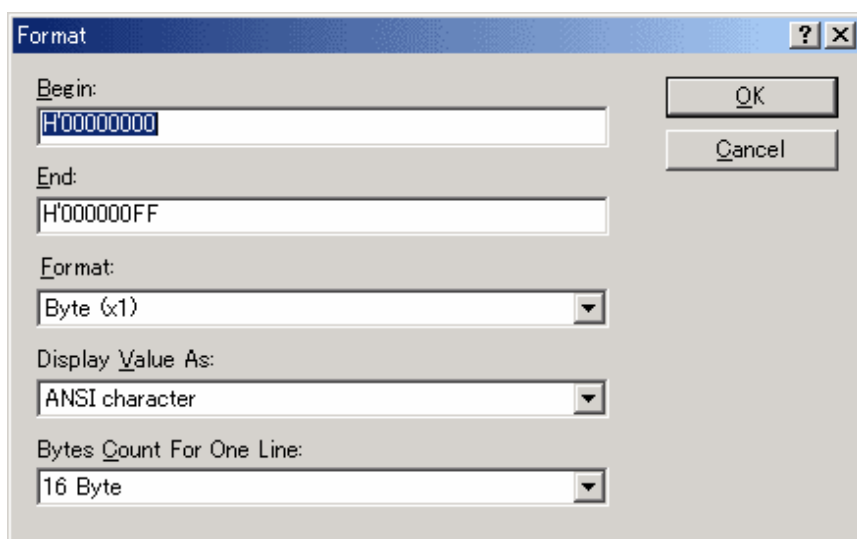 Format
Begin:
H'00000000
End:
H'000000FF
Format:
Byte (x1)
Display Value As:
ANSI character
Bytes Count For One Line:
16 Byte
?
OK
Cancel